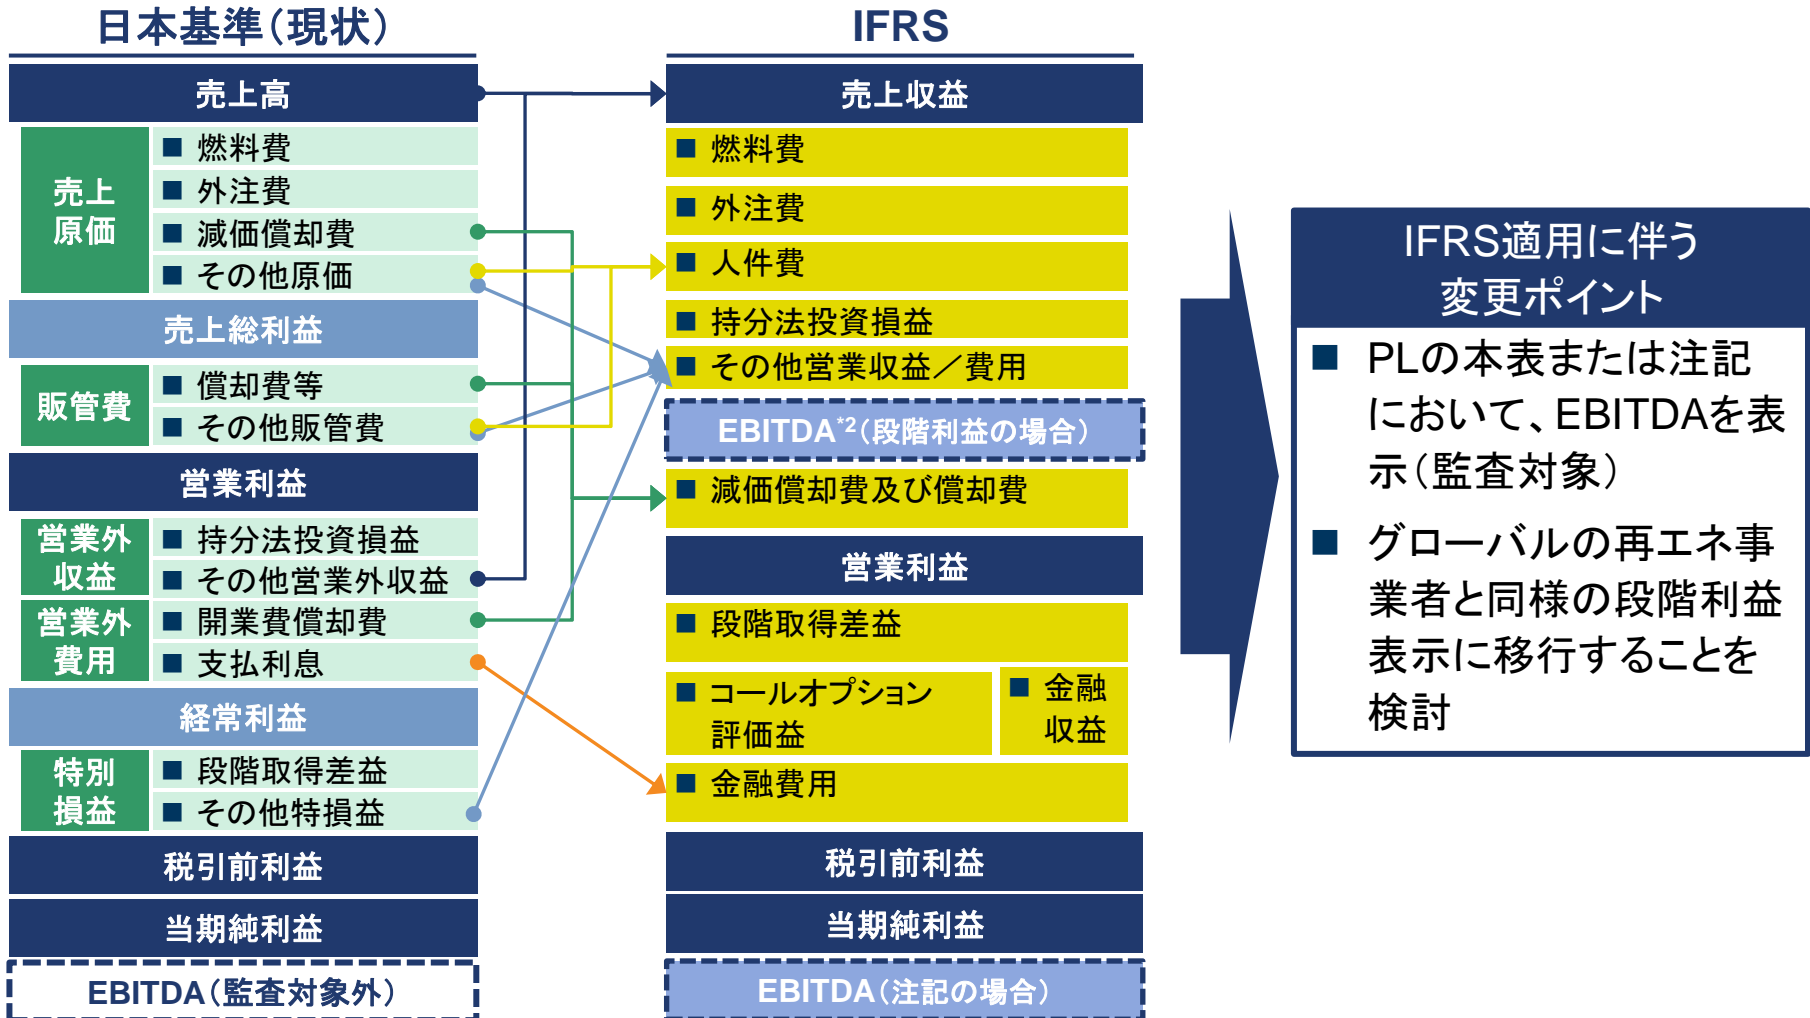 日本基準（現状）
売上高
売上
原価
■ 燃料費
■ 外注費
■ 減価償却費
■ その他原価
売上総利益
販管費
■ 償却費等
■ その他販管費
営業利益
営業外
収益
■ 持分法投資損益
■ その他営業外収益
営業外
費用
■ 開業費償却費
■ 支払利息
経常利益
特別
損益
■ 段階取得差益
■ その他特損益
税引前利益
当期純利益
EBITDA（監査対象外）
IFRS
売上収益
■ 燃料費
■ 外注費
■ 人件費
■ 持分法投資損益
■ その他営業収益／費用
EBITDA*2（段階利益の場合）
■ 減価償却費及び償却費
営業利益
■ 段階取得差益
■ コールオプション
評価益
■ 金融
収益
■ 金融費用
税引前利益
当期純利益
EBITDA（注記の場合）
IFRS適用に伴う
変更ポイント
■ PLの本表または注記
において、EBITDAを表
示（監査対象）
■ グローバルの再エネ事
業者と同様の段階利益
表示に移行することを
検討